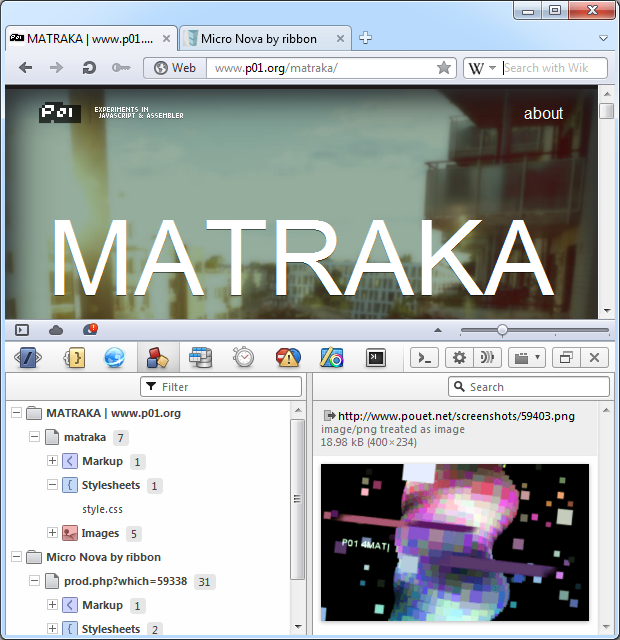 MATRAKA | www.p01....
Micro Nova by ribbon
Web
www.p01.org/matraka/
W
Search with Wik
P01
EXPERIMENTS IN
JAVASCRIPT & ASSEMBLER
about
MATRAKA
Filter
Search
MATRAKA | www.p01.org
matraka 7
Markup 1
Stylesheets 1
style.css
Images 5
Micro Nova by ribbon
prod.php?which=59338 31
Markup 1
Stylesheets 2
http://www.pouet.net/screenshots/59403.png
image/png treated as image
18.98 kB (400×234)
P01 4MAT|